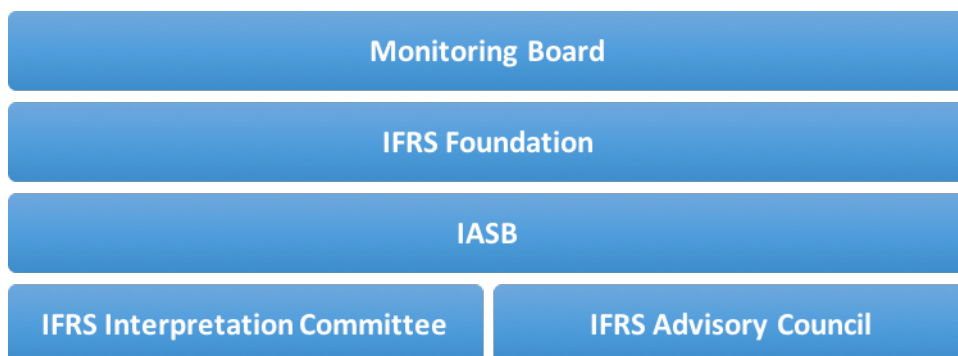 Monitoring Board
IFRS Foundation
IASB
IFRS Interpretation Committee
IFRS Advisory Council